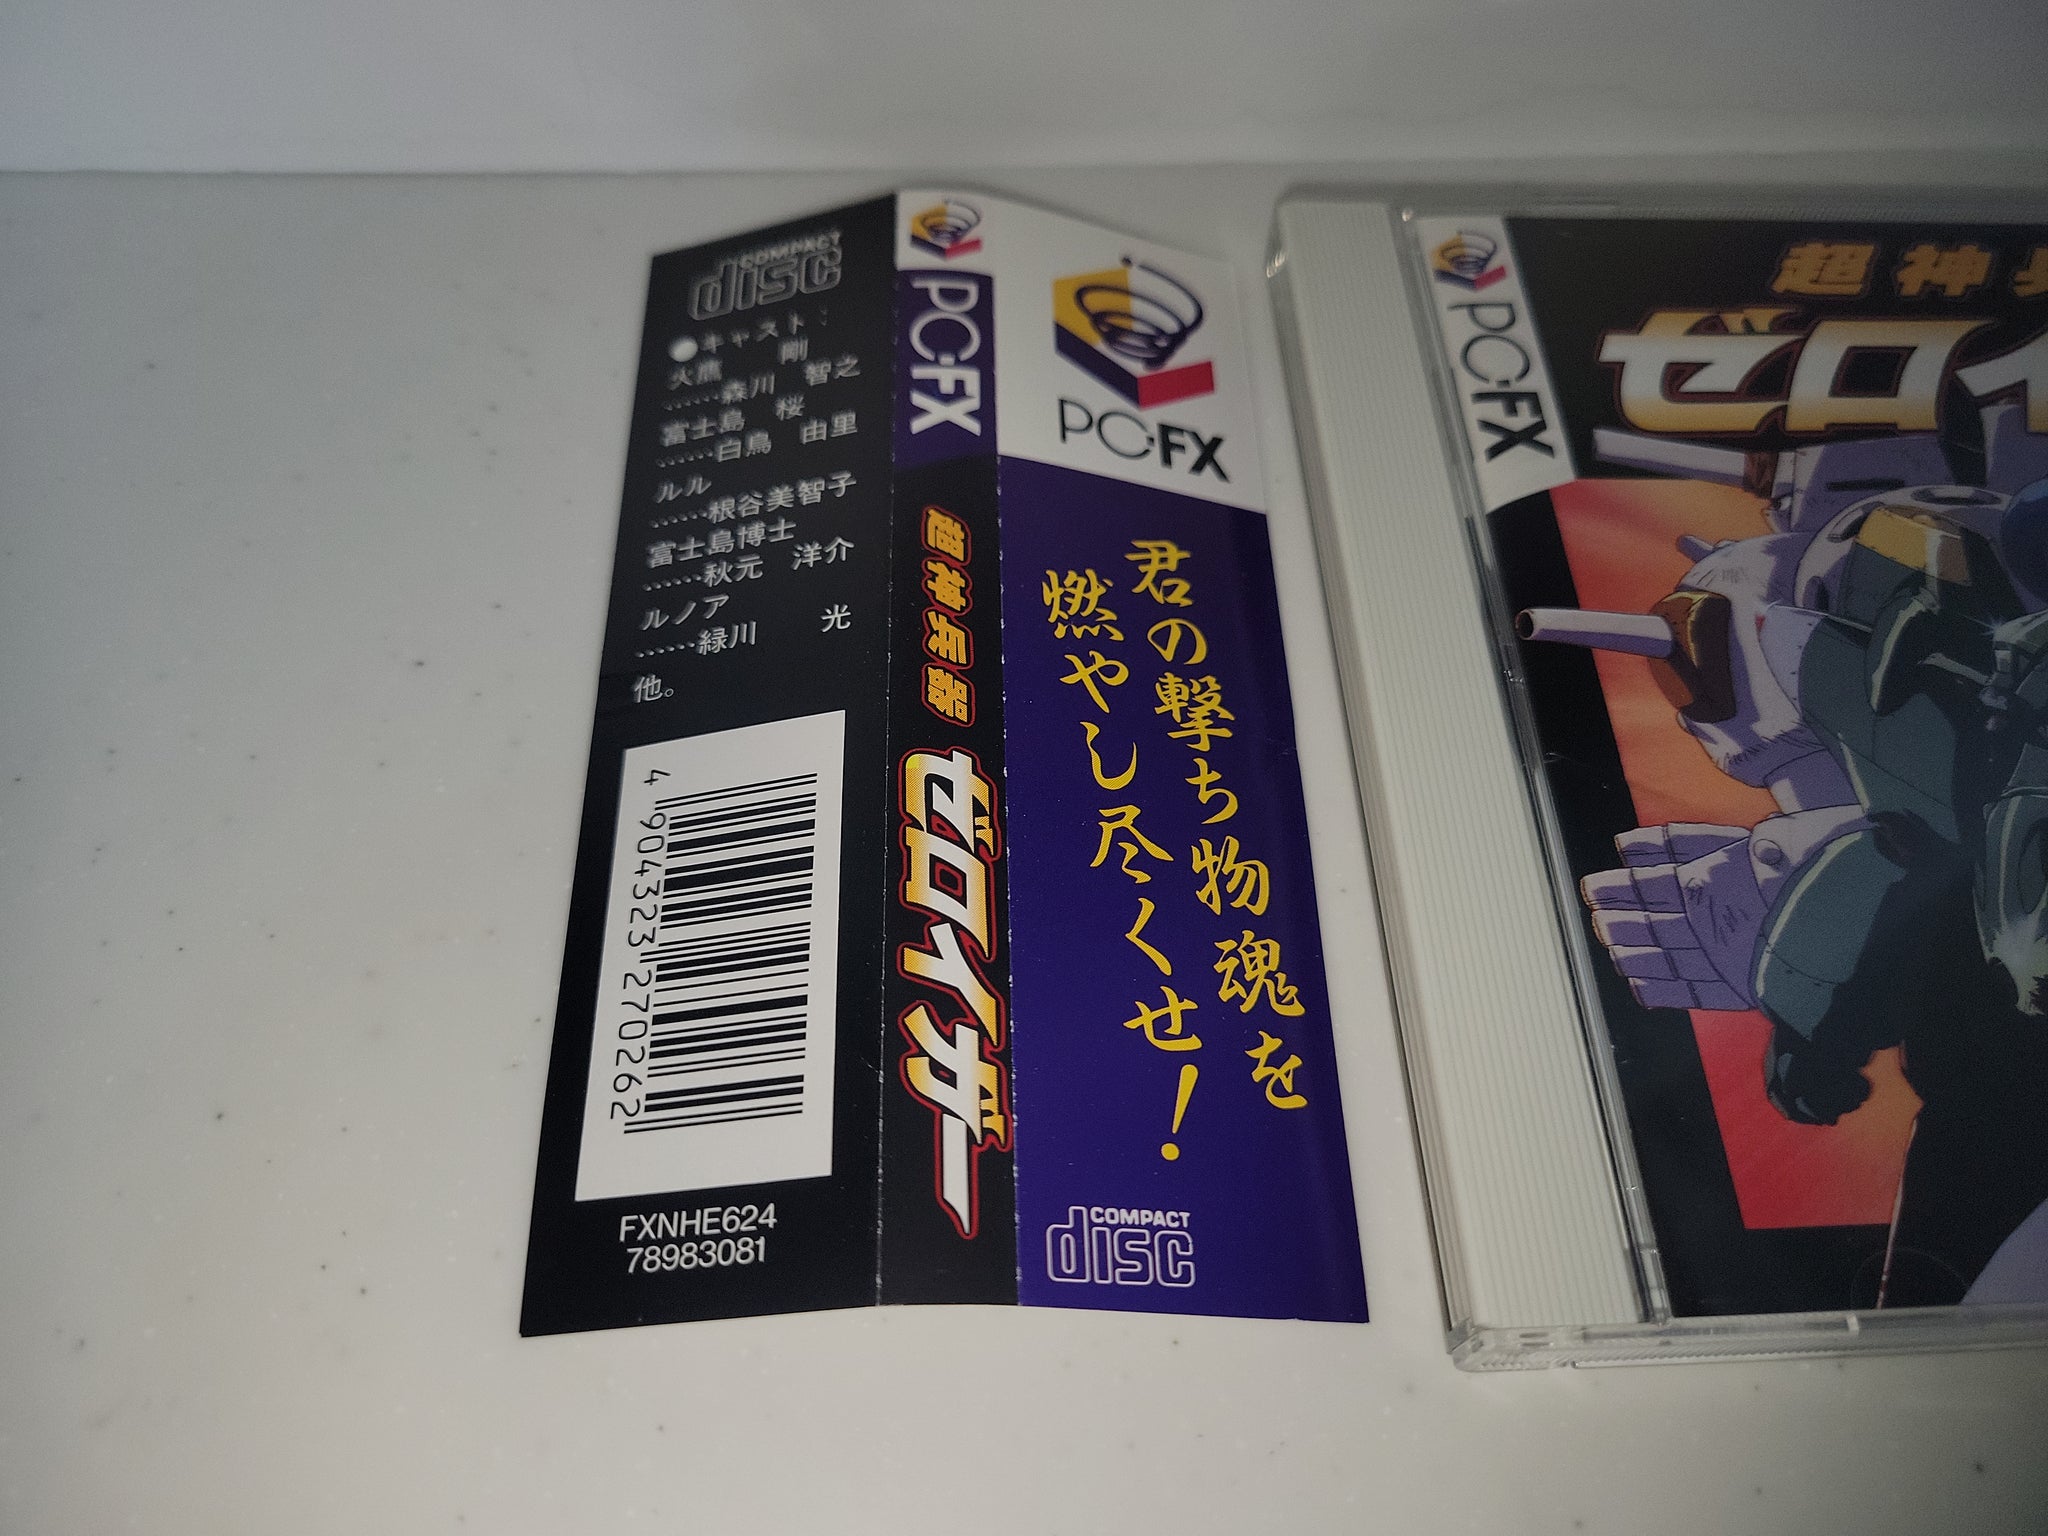 COMPACT
disc
●キャスト：
火鷹　剛
……森川　智之
富士島　桜
……白鳥　由里
ルル
……根谷美智子
富士島博士
……秋元　洋介
ルノア
……緑川　光
他。
4 904323 270262
FXNHE624
78983081
PC-FX
超神兵器
ゼロイガー
PC-FX
君の撃ち物魂を
燃やし尽くせ！
COMPACT
disc
PC-FX
超神兵
ゼロイ